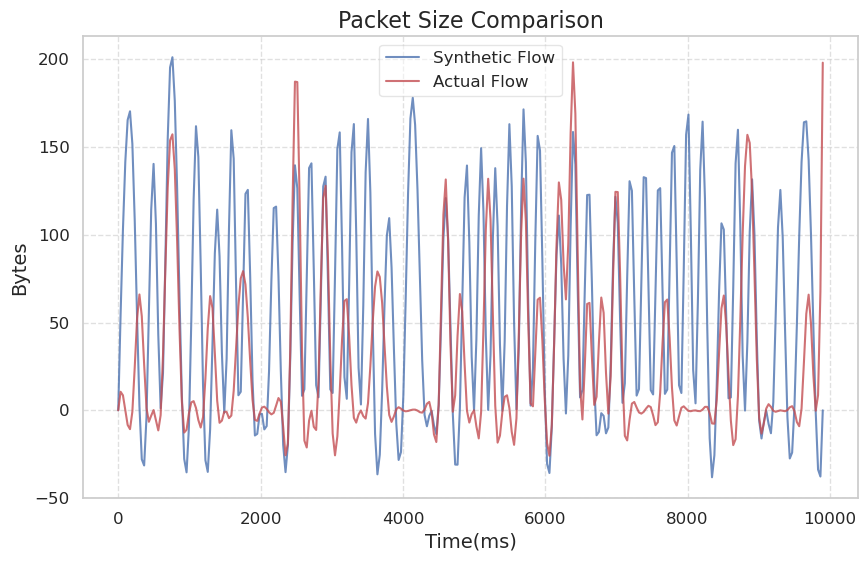 Packet Size Comparison
Synthetic Flow
Actual Flow
200
150
100
50
0
−50
Bytes
0 2000 4000 6000 8000 10000
Time(ms)